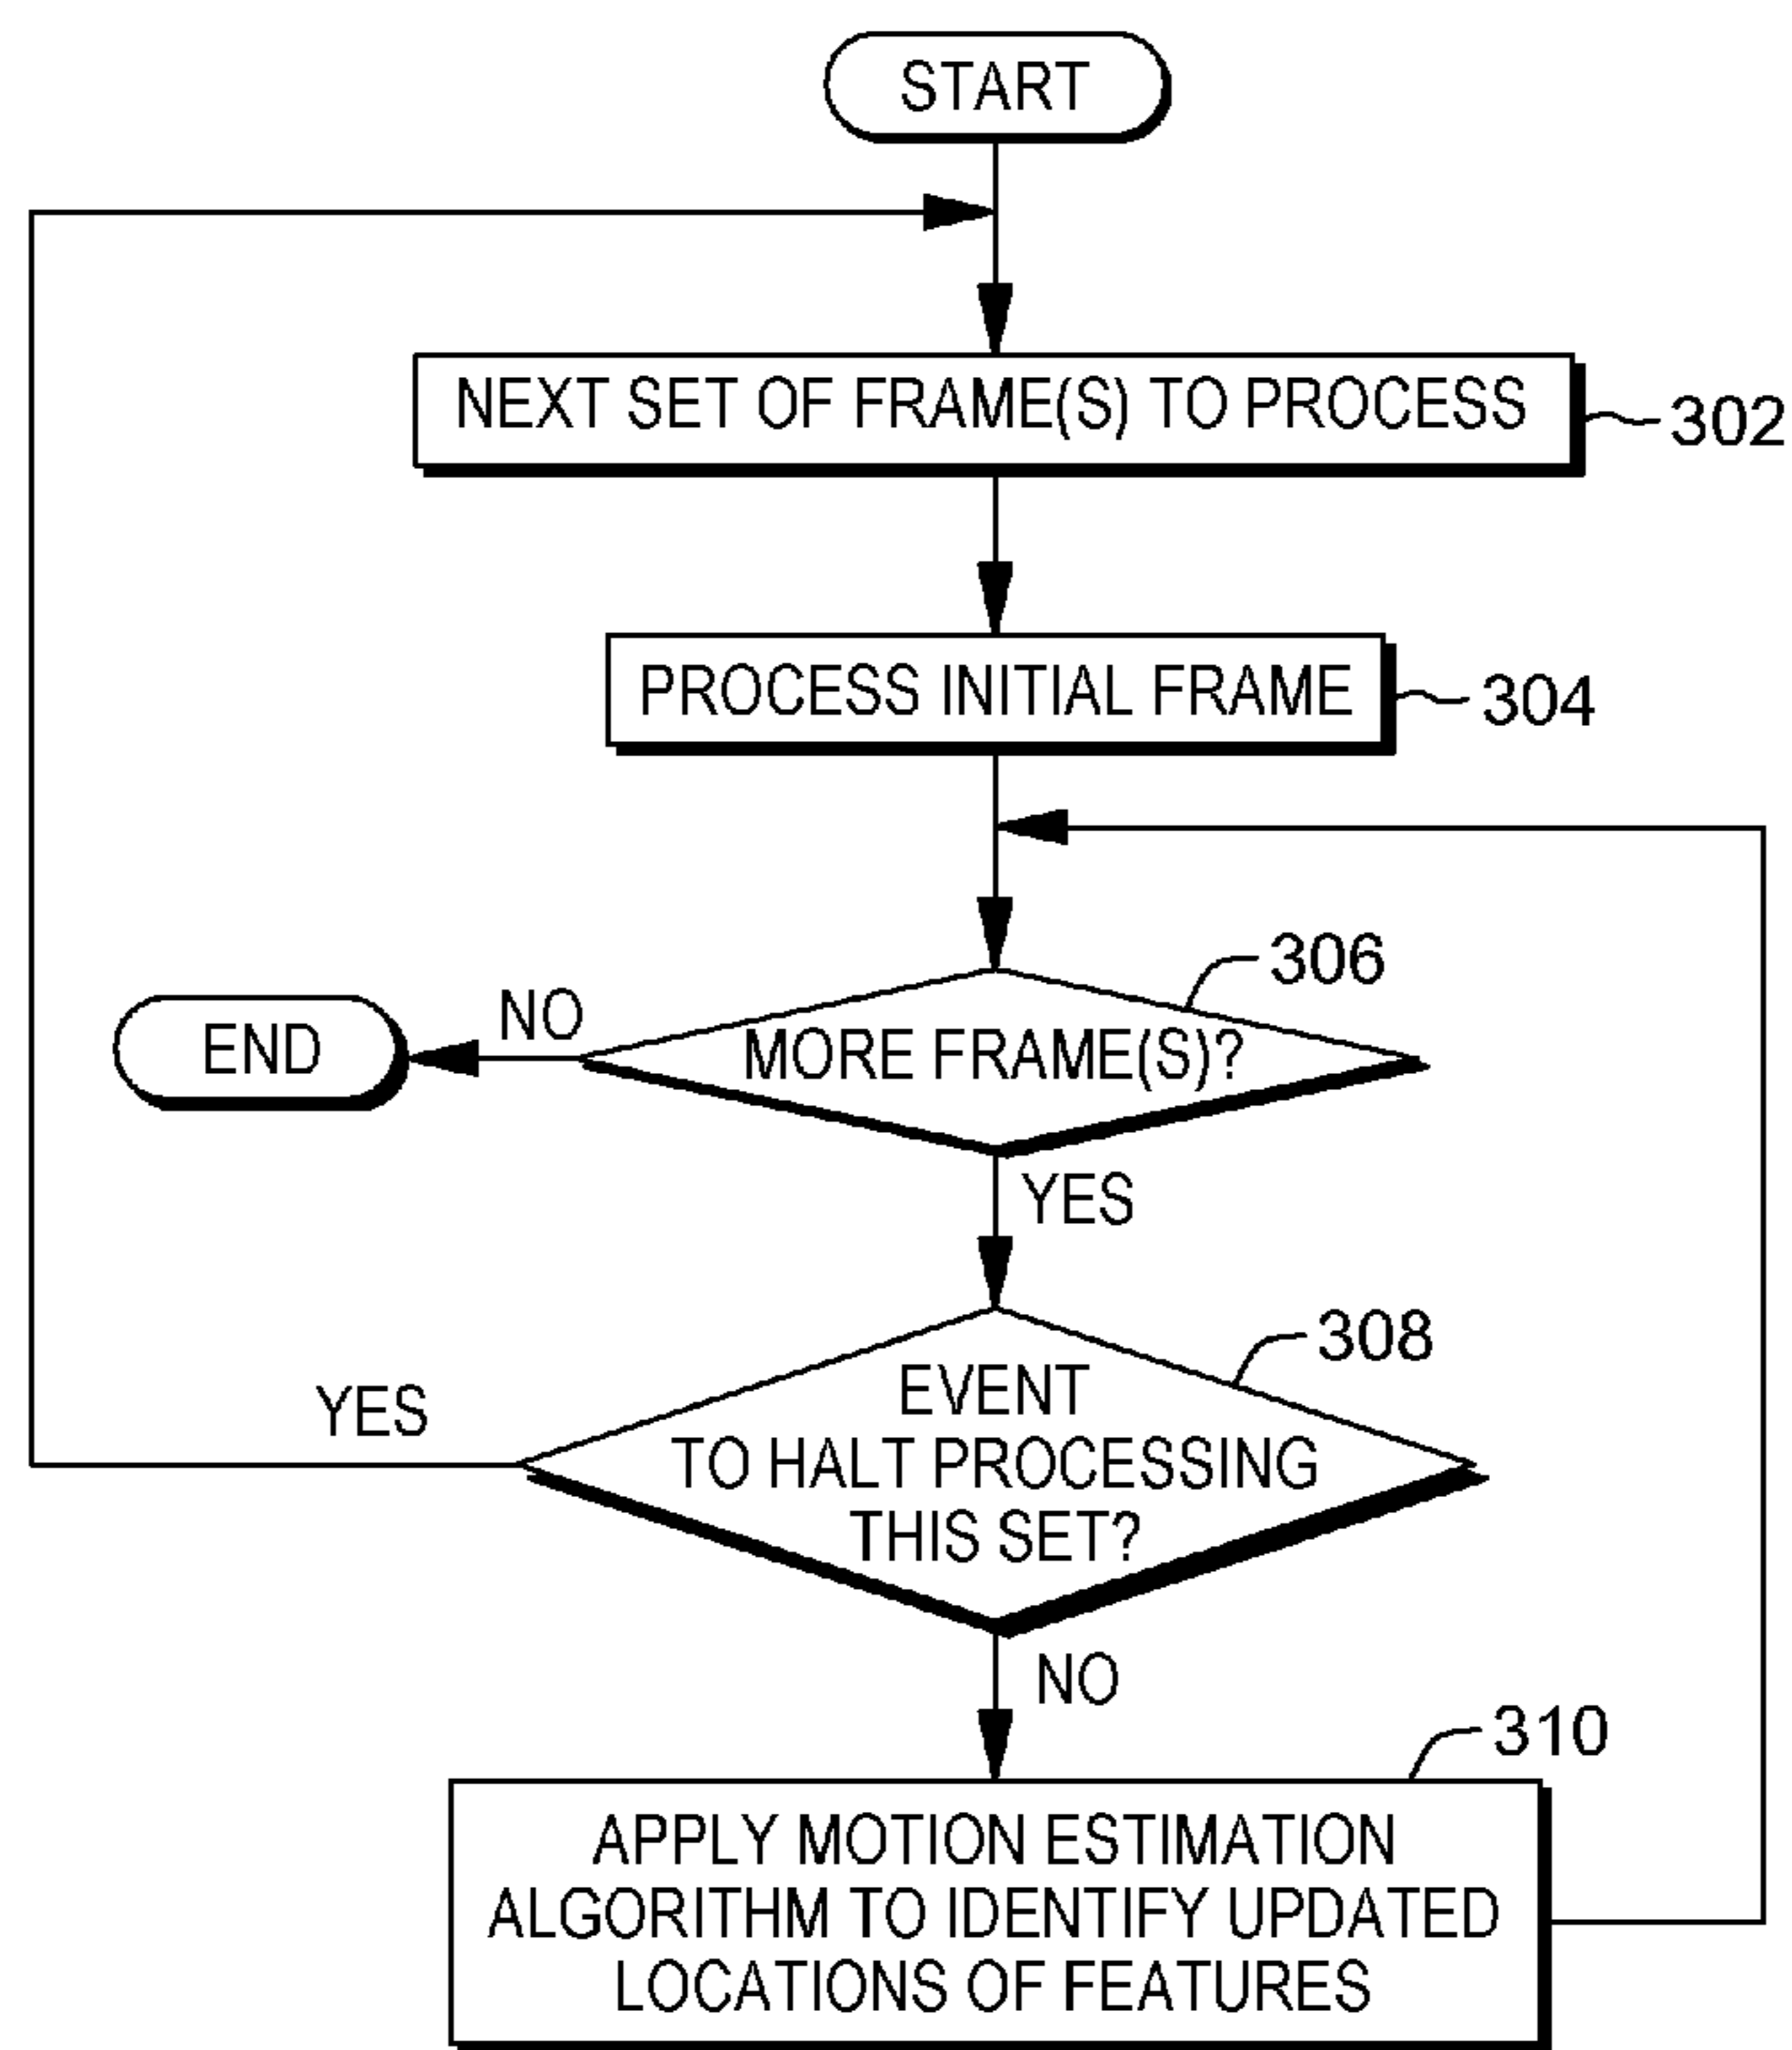 START
NEXT SET OF FRAME(S) TO PROCESS
302
PROCESS INITIAL FRAME
304
306
MORE FRAME(S)?
NO
END
YES
308
EVENT
TO HALT PROCESSING
THIS SET?
YES
NO
310
APPLY MOTION ESTIMATION
ALGORITHM TO IDENTIFY UPDATED
LOCATIONS OF FEATURES